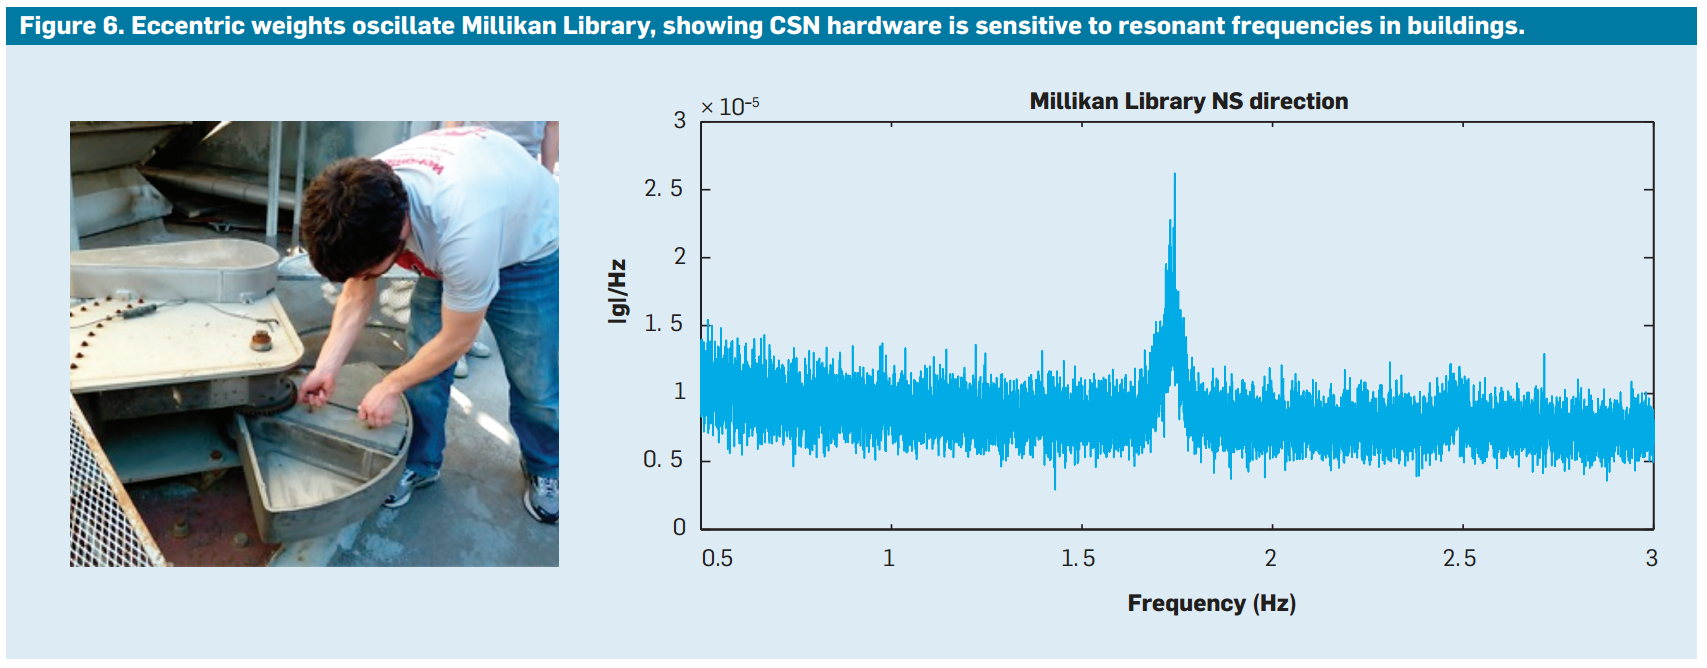 Figure 6. Eccentric weights oscillate Millikan Library, showing CSN hardware is sensitive to resonant frequencies in buildings.
Millikan Library NS direction
× 10⁻⁵
3
2. 5
2
1. 5
1
0. 5
0
|g|/Hz
0.5 1 1. 5 2 2. 5 3
Frequency (Hz)